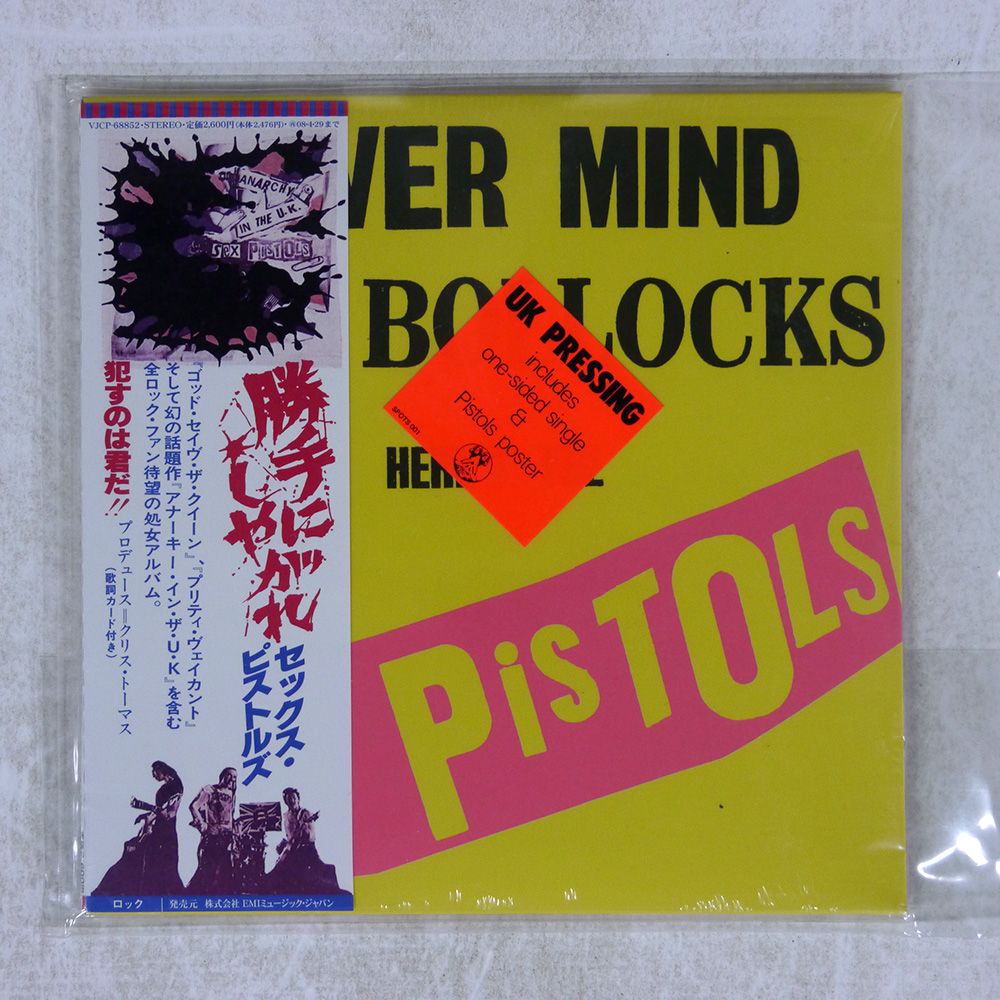 VJCP-68852・STEREO・定価2,600円(本体2,476円)・㋐08・4・29まで
ANARCHY
IN THE U.K.
SEX PISTOLS
勝手にしやがれ
セックス・
ピストルズ
『ゴッド・セイヴ・ザ・クイーン』、『プリティ・ヴェイカント』
そして幻の話題作『アナーキー・イン・ザ・U・K』を含む
全ロック・ファン待望の処女アルバム。
犯すのは君だ!!
プロデュース＝クリス・トーマス
(歌詞カード付き)
ロック
発売元 株式会社EMIミュージック・ジャパン
VER MIND
BOLLOCKS
HER
PiSTOLS
UK PRESSING
includes
one-sided single
&
Pistols poster
SPOTS 001